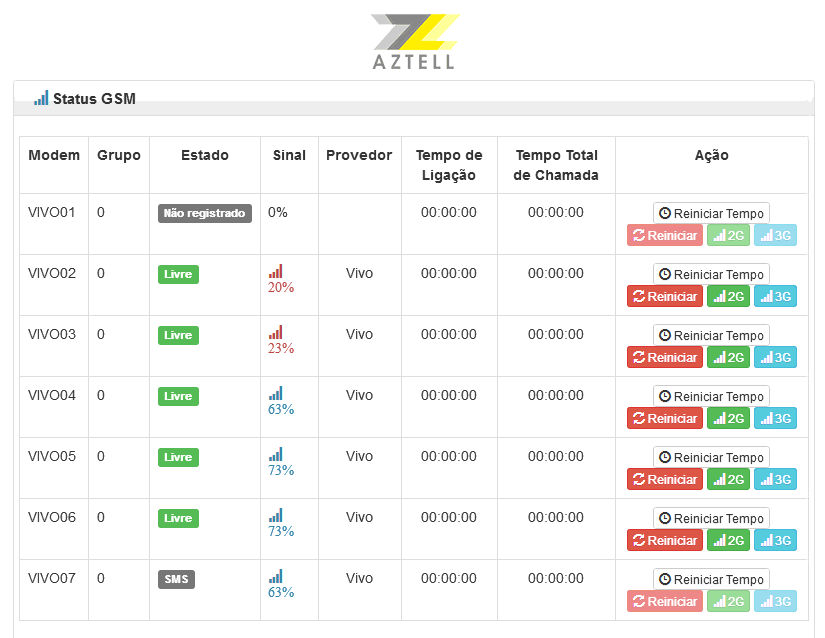 AZTELL
Status GSM
Modem Grupo Estado Sinal Provedor Tempo de Ligação Tempo Total de Chamada Ação
VIVO01 0 Não registrado 0% 00:00:00 00:00:00 Reiniciar Tempo
Reiniciar 2G 3G
VIVO02 0 Livre Vivo 00:00:00 00:00:00 Reiniciar Tempo
20% Reiniciar 2G 3G
VIVO03 0 Livre Vivo 00:00:00 00:00:00 Reiniciar Tempo
23% Reiniciar 2G 3G
VIVO04 0 Livre Vivo 00:00:00 00:00:00 Reiniciar Tempo
63% Reiniciar 2G 3G
VIVO05 0 Livre Vivo 00:00:00 00:00:00 Reiniciar Tempo
73% Reiniciar 2G 3G
VIVO06 0 Livre Vivo 00:00:00 00:00:00 Reiniciar Tempo
73% Reiniciar 2G 3G
VIVO07 0 SMS Vivo 00:00:00 00:00:00 Reiniciar Tempo
63% Reiniciar 2G 3G